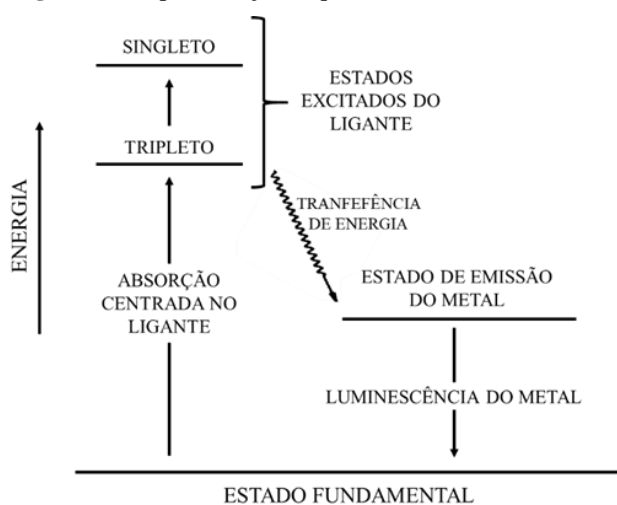 SINGLETO
ESTADOS
EXCITADOS DO
LIGANTE
TRIPLETO
ENERGIA
TRANFEFÊNCIA
DE ENERGIA
ABSORÇÃO
CENTRADA NO
LIGANTE
ESTADO DE EMISSÃO
DO METAL
LUMINESCÊNCIA DO METAL
ESTADO FUNDAMENTAL